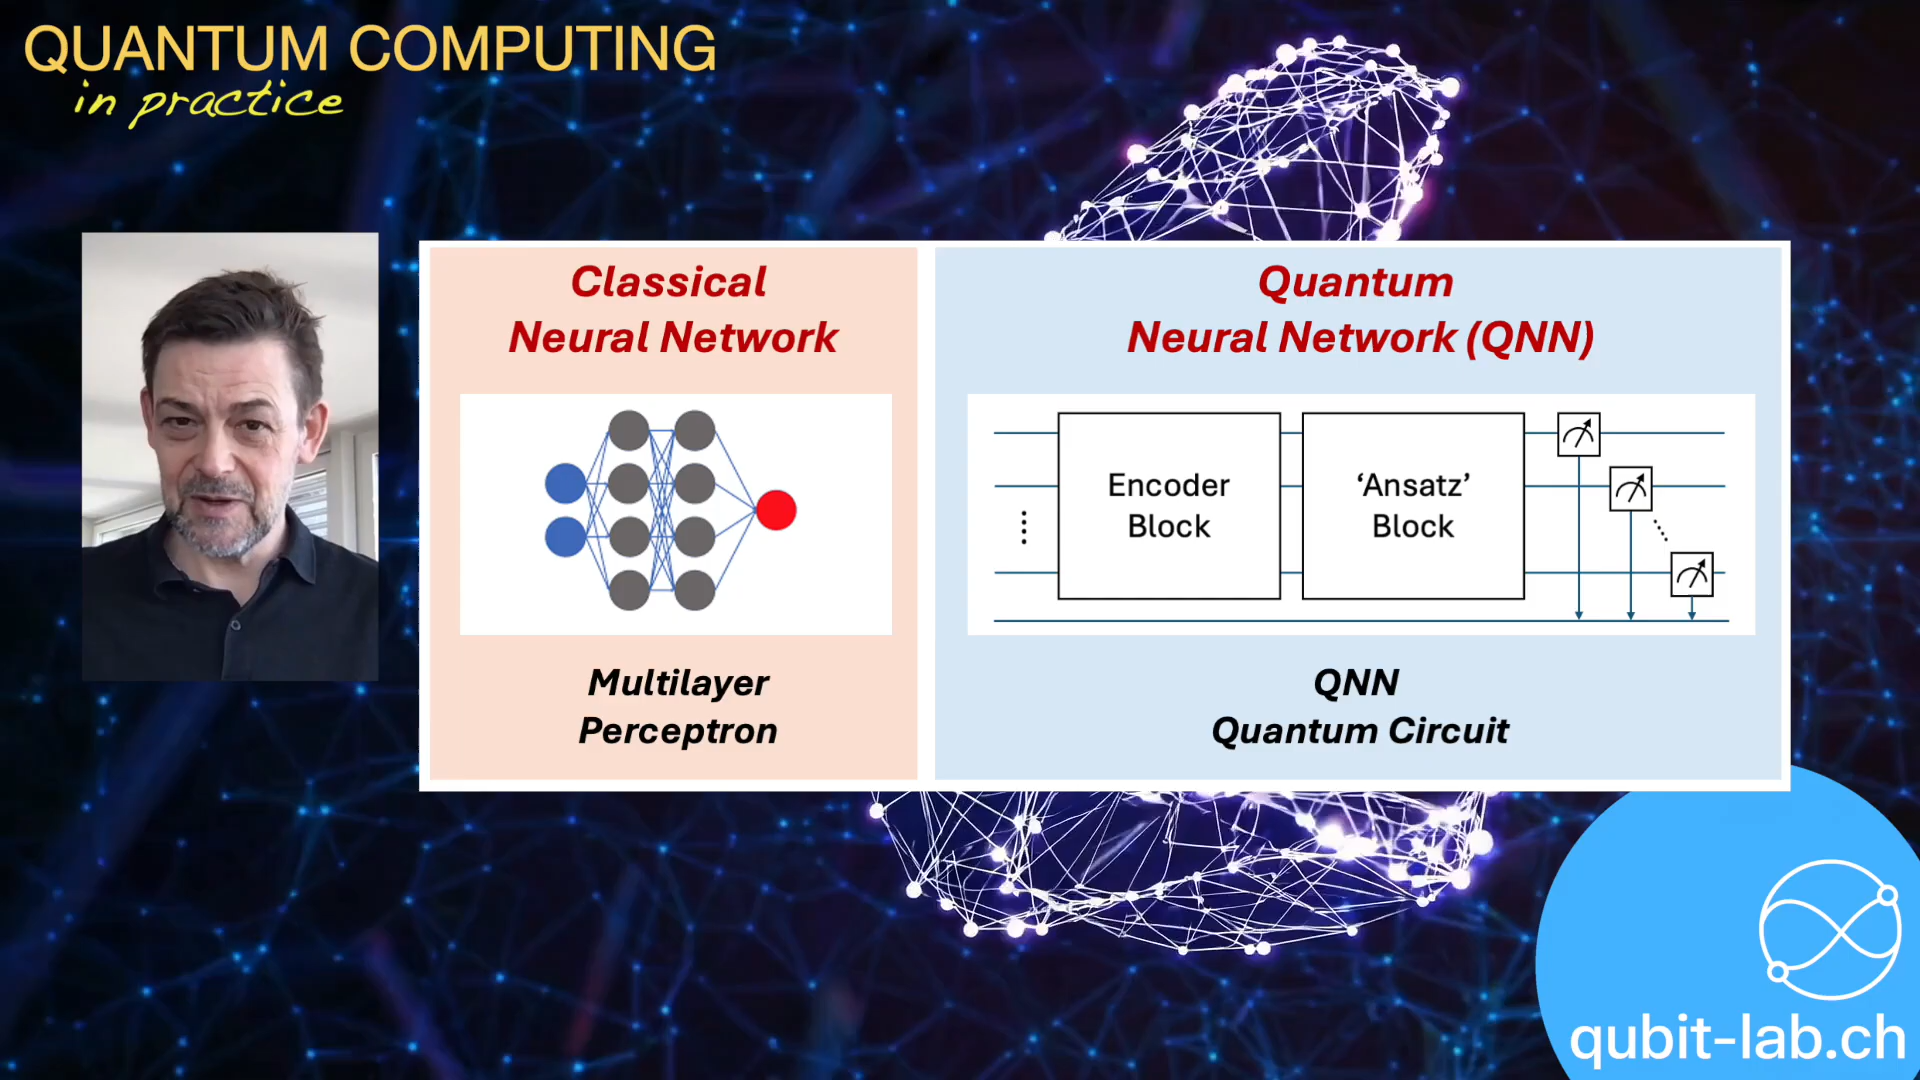 QUANTUM COMPUTING
in practice
Classical
Neural Network
Multilayer
Perceptron
Quantum
Neural Network (QNN)
Encoder
Block
‘Ansatz’
Block
QNN
Quantum Circuit
qubit-lab.ch